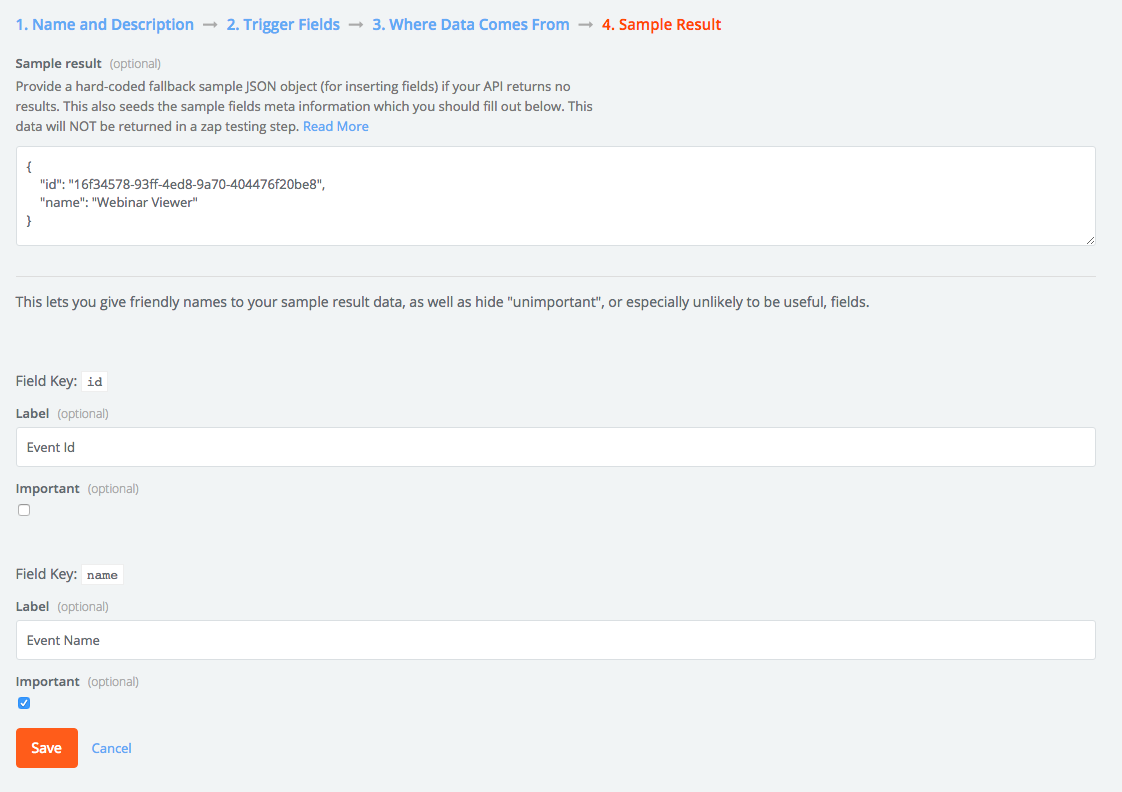 1. Name and Description → 2. Trigger Fields → 3. Where Data Comes From → 4. Sample Result
Sample result (optional)
Provide a hard-coded fallback sample JSON object (for inserting fields) if your API returns no
results. This also seeds the sample fields meta information which you should fill out below. This
data will NOT be returned in a zap testing step. Read More
{
"id": "16f34578-93ff-4ed8-9a70-404476f20be8",
"name": "Webinar Viewer"
}
This lets you give friendly names to your sample result data, as well as hide "unimportant", or especially unlikely to be useful, fields.
Field Key: id
Label (optional)
Event Id
Important (optional)
Field Key: name
Label (optional)
Event Name
Important (optional)
Save Cancel